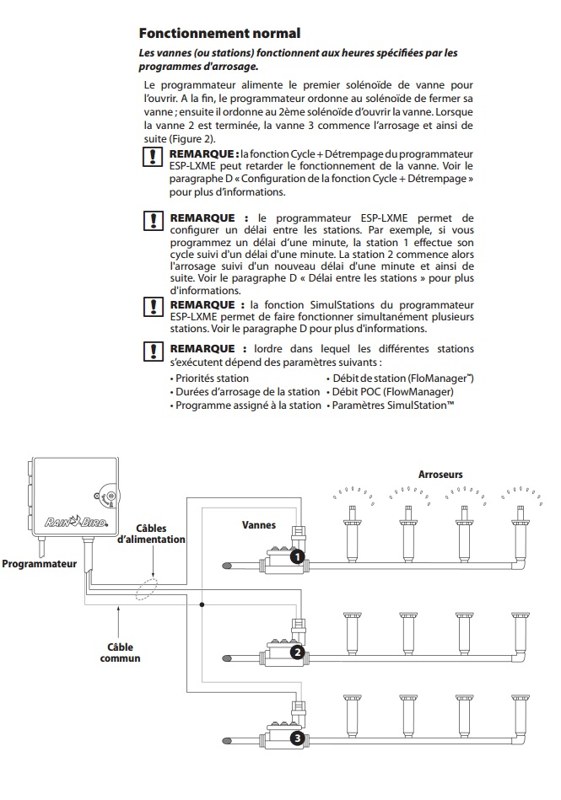 Fonctionnement normal
Les vannes (ou stations) fonctionnent aux heures spécifiées par les
programmes d'arrosage.
Le programmateur alimente le premier solénoïde de vanne pour
l'ouvrir. A la fin, le programmateur ordonne au solénoïde de fermer sa
vanne ; ensuite il ordonne au 2ème solénoïde d'ouvrir la vanne. Lorsque
la vanne 2 est terminée, la vanne 3 commence l'arrosage et ainsi de
suite (Figure 2).
! REMARQUE : la fonction Cycle + Détrempage du programmateur
ESP-LXME peut retarder le fonctionnement de la vanne. Voir le
paragraphe D « Configuration de la fonction Cycle + Détrempage »
pour plus d'informations.
! REMARQUE : le programmateur ESP-LXME permet de
configurer un délai entre les stations. Par exemple, si vous
programmez un délai d'une minute, la station 1 effectue son
cycle suivi d'un délai d'une minute. La station 2 commence alors
l'arrosage suivi d'un nouveau délai d'une minute et ainsi de
suite. Voir le paragraphe D « Délai entre les stations » pour plus
d'informations.
! REMARQUE : la fonction SimulStations du programmateur
ESP-LXME permet de faire fonctionner simultanément plusieurs
stations. Voir le paragraphe D pour plus d'informations.
! REMARQUE : lordre dans lequel les différentes stations
s'exécutent dépend des paramètres suivants :
• Priorités station • Débit de station (FloManager™)
• Durées d'arrosage de la station • Débit POC (FlowManager)
• Programme assigné à la station • Paramètres SimulStation™
Arroseurs
RAIN BIRD.
Câbles
d'alimentation
Vannes
1
Programmateur
Câble
commun
2
3